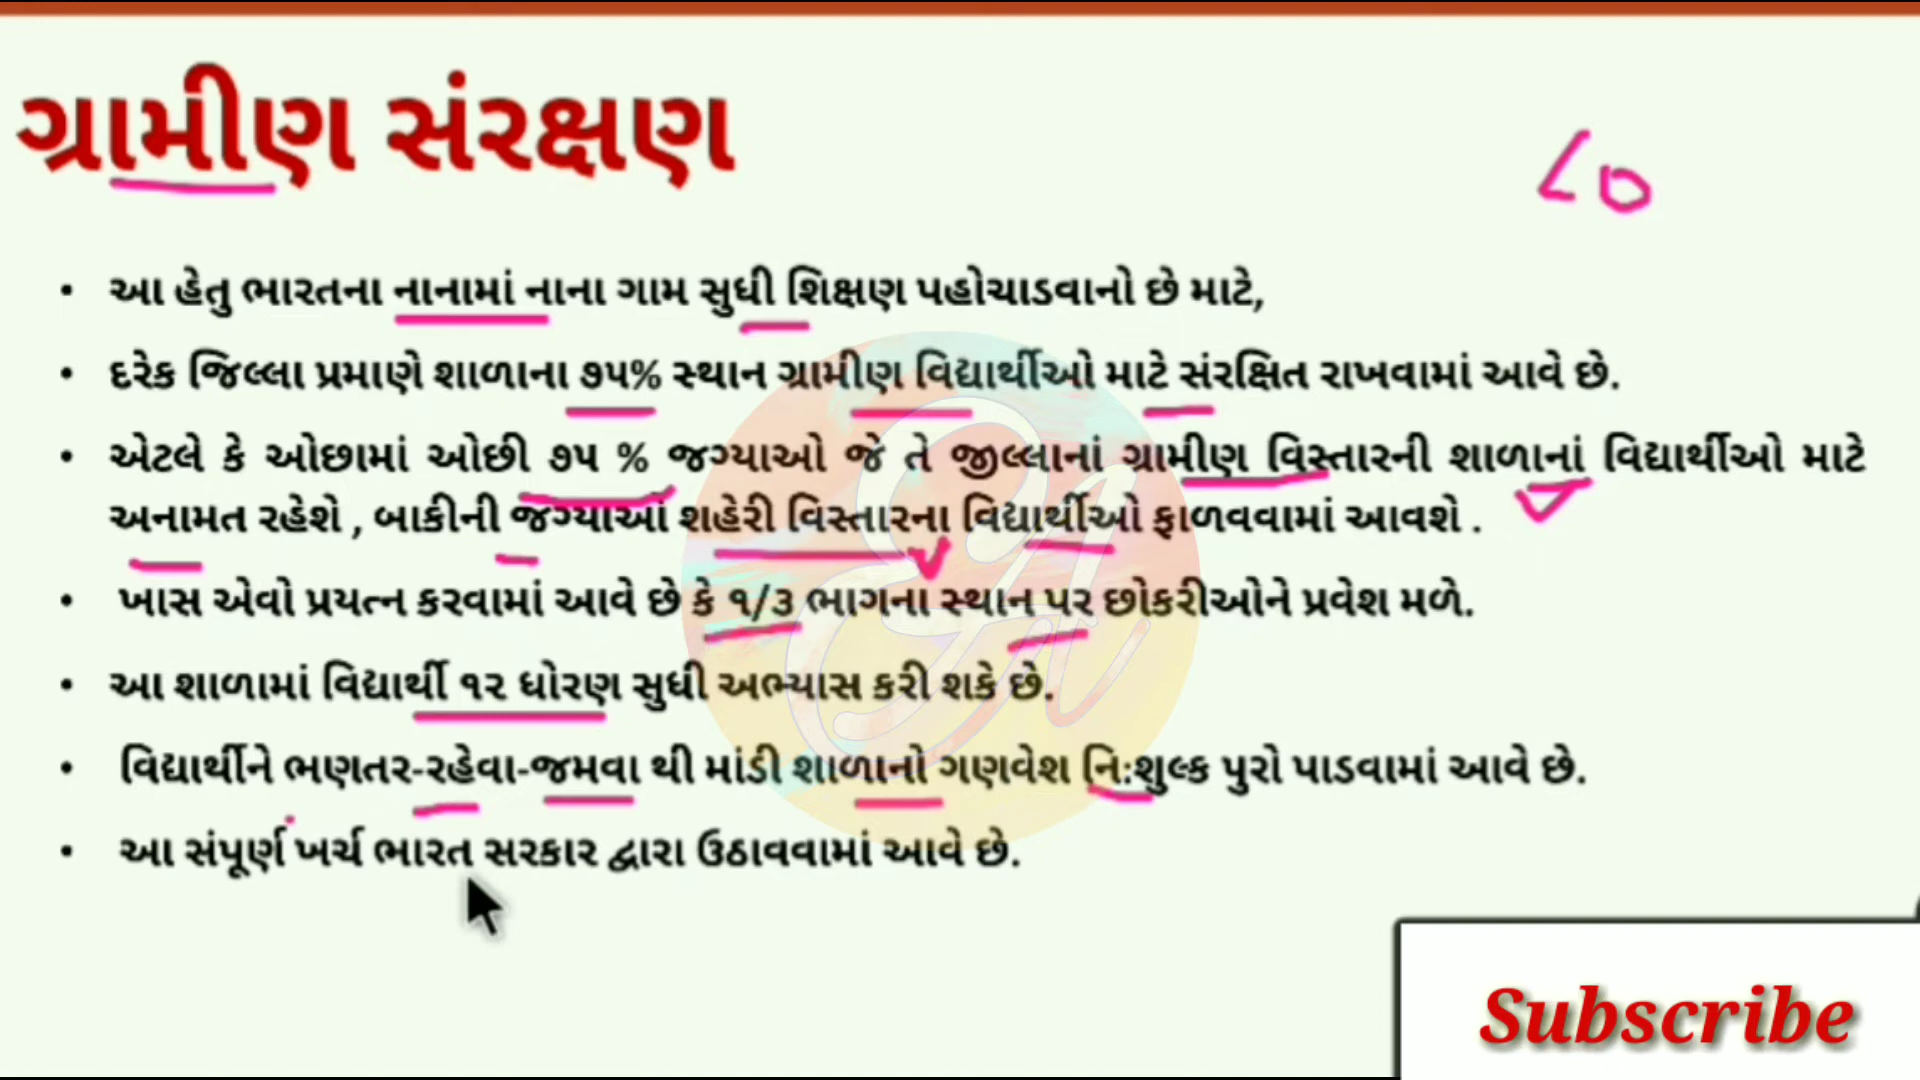 ગ્રામીણ સંરક્ષણ
૮૦
• આ હેતુ ભારતના નાનામાં નાના ગામ સુધી શિક્ષણ પહોચાડવાનો છે માટે,
• દરેક જિલ્લા પ્રમાણે શાળાના ૭૫% સ્થાન ગ્રામીણ વિદ્યાર્થીઓ માટે સંરક્ષિત રાખવામાં આવે છે.
• એટલે કે ઓછામાં ઓછી ૭૫ % જગ્યાઓ જે તે જીલ્લાનાં ગ્રામીણ વિસ્તારની શાળાનાં વિદ્યાર્થીઓ માટે
અનામત રહેશે , બાકીની જગ્યાઓ શહેરી વિસ્તારના વિદ્યાર્થીઓ ફાળવવામાં આવશે .
• ખાસ એવો પ્રયત્ન કરવામાં આવે છે કે ૧/૩ ભાગના સ્થાન પર છોકરીઓને પ્રવેશ મળે.
• આ શાળામાં વિદ્યાર્થી ૧૨ ધોરણ સુધી અભ્યાસ કરી શકે છે.
• વિદ્યાર્થીને ભણતર-રહેવા-જમવા થી માંડી શાળાનો ગણવેશ નિ:શુલ્ક પુરો પાડવામાં આવે છે.
• આ સંપૂર્ણ ખર્ચ ભારત સરકાર દ્વારા ઉઠાવવામાં આવે છે.
Subscribe